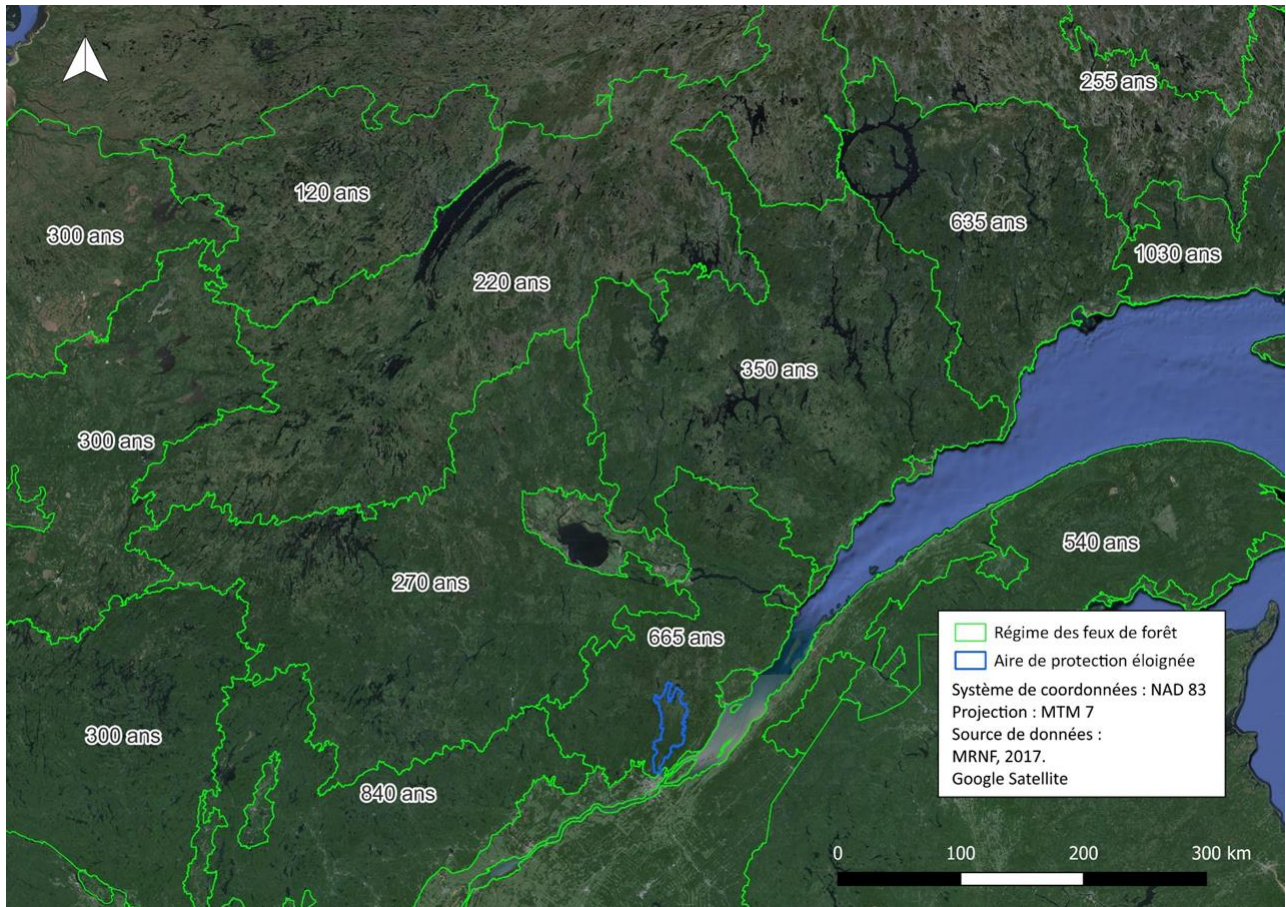 255 ans
120 ans
300 ans
635 ans
1030 ans
220 ans
350 ans
300 ans
540 ans
270 ans
665 ans
300 ans
840 ans
Régime des feux de forêt
Aire de protection éloignée
Système de coordonnées : NAD 83
Projection : MTM 7
Source de données :
MRNF, 2017.
Google Satellite
0 100 200 300 km